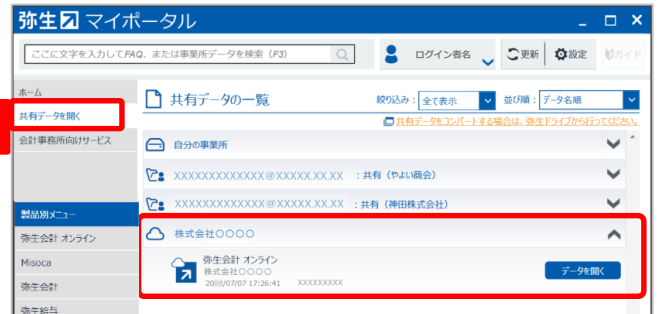 弥生 マイポータル
ここに文字を入力してFAQ、または事業所データを検索（F3）
ログイン者名
更新
設定
ガイド
ホーム
共有データを開く
会計事務所向けサービス
製品別メニュー
弥生会計 オンライン
Misoca
弥生会計
弥生給与
共有データの一覧
絞り込み：全て表示
並び順：データ名順
共有データをコンバートする場合は、弥生ドライブから行ってください。
自分の事業所
XXXXXXXXXXXXX@XXXXX.XX.XX ：共有（やよい商会）
XXXXXXXXXXXXX@XXXXX.XX.XX ：共有（神田株式会社）
株式会社○○○○
弥生会計 オンライン
株式会社○○○○
/07/07 17:26:41 XXXXXXXXX
データを開く